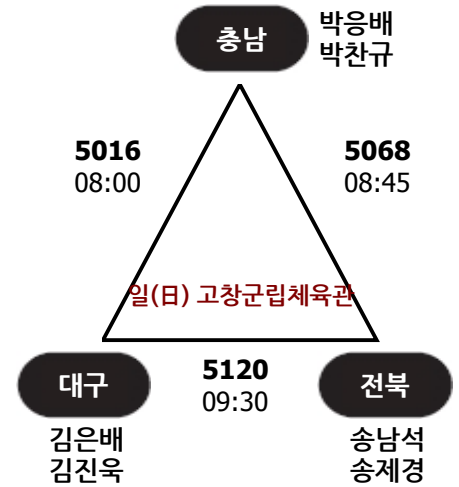 충남
박응배
박찬규
5016
08:00
5068
08:45
일(日) 고창군립체육관
대구
5120
09:30
전북
김은배
김진욱
송남석
송제경